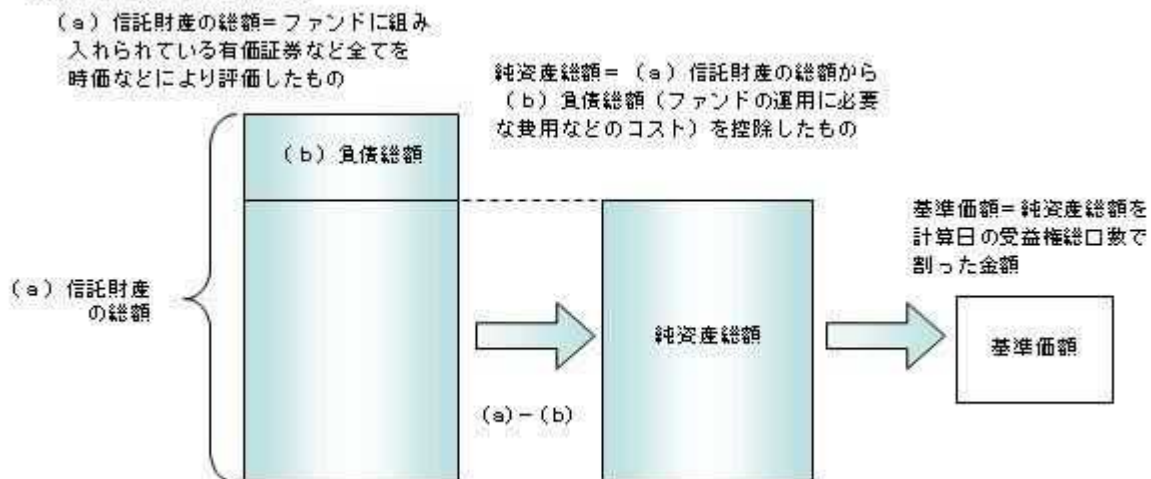 (a)信託財産の総額=ファンドに組み
入れられている有価証券など全てを
時価などにより評価したもの
純資産総額=(a)信託財産の総額から
(b)負債総額(ファンドの運用に必要
な費用などのコスト)を控除したもの
(b)負債総額
基準価額=純資産総額を
計算日の受益権総口数で
割った金額
(a)信託財産
の総額
純資産総額
基準価額
(a)-(b)